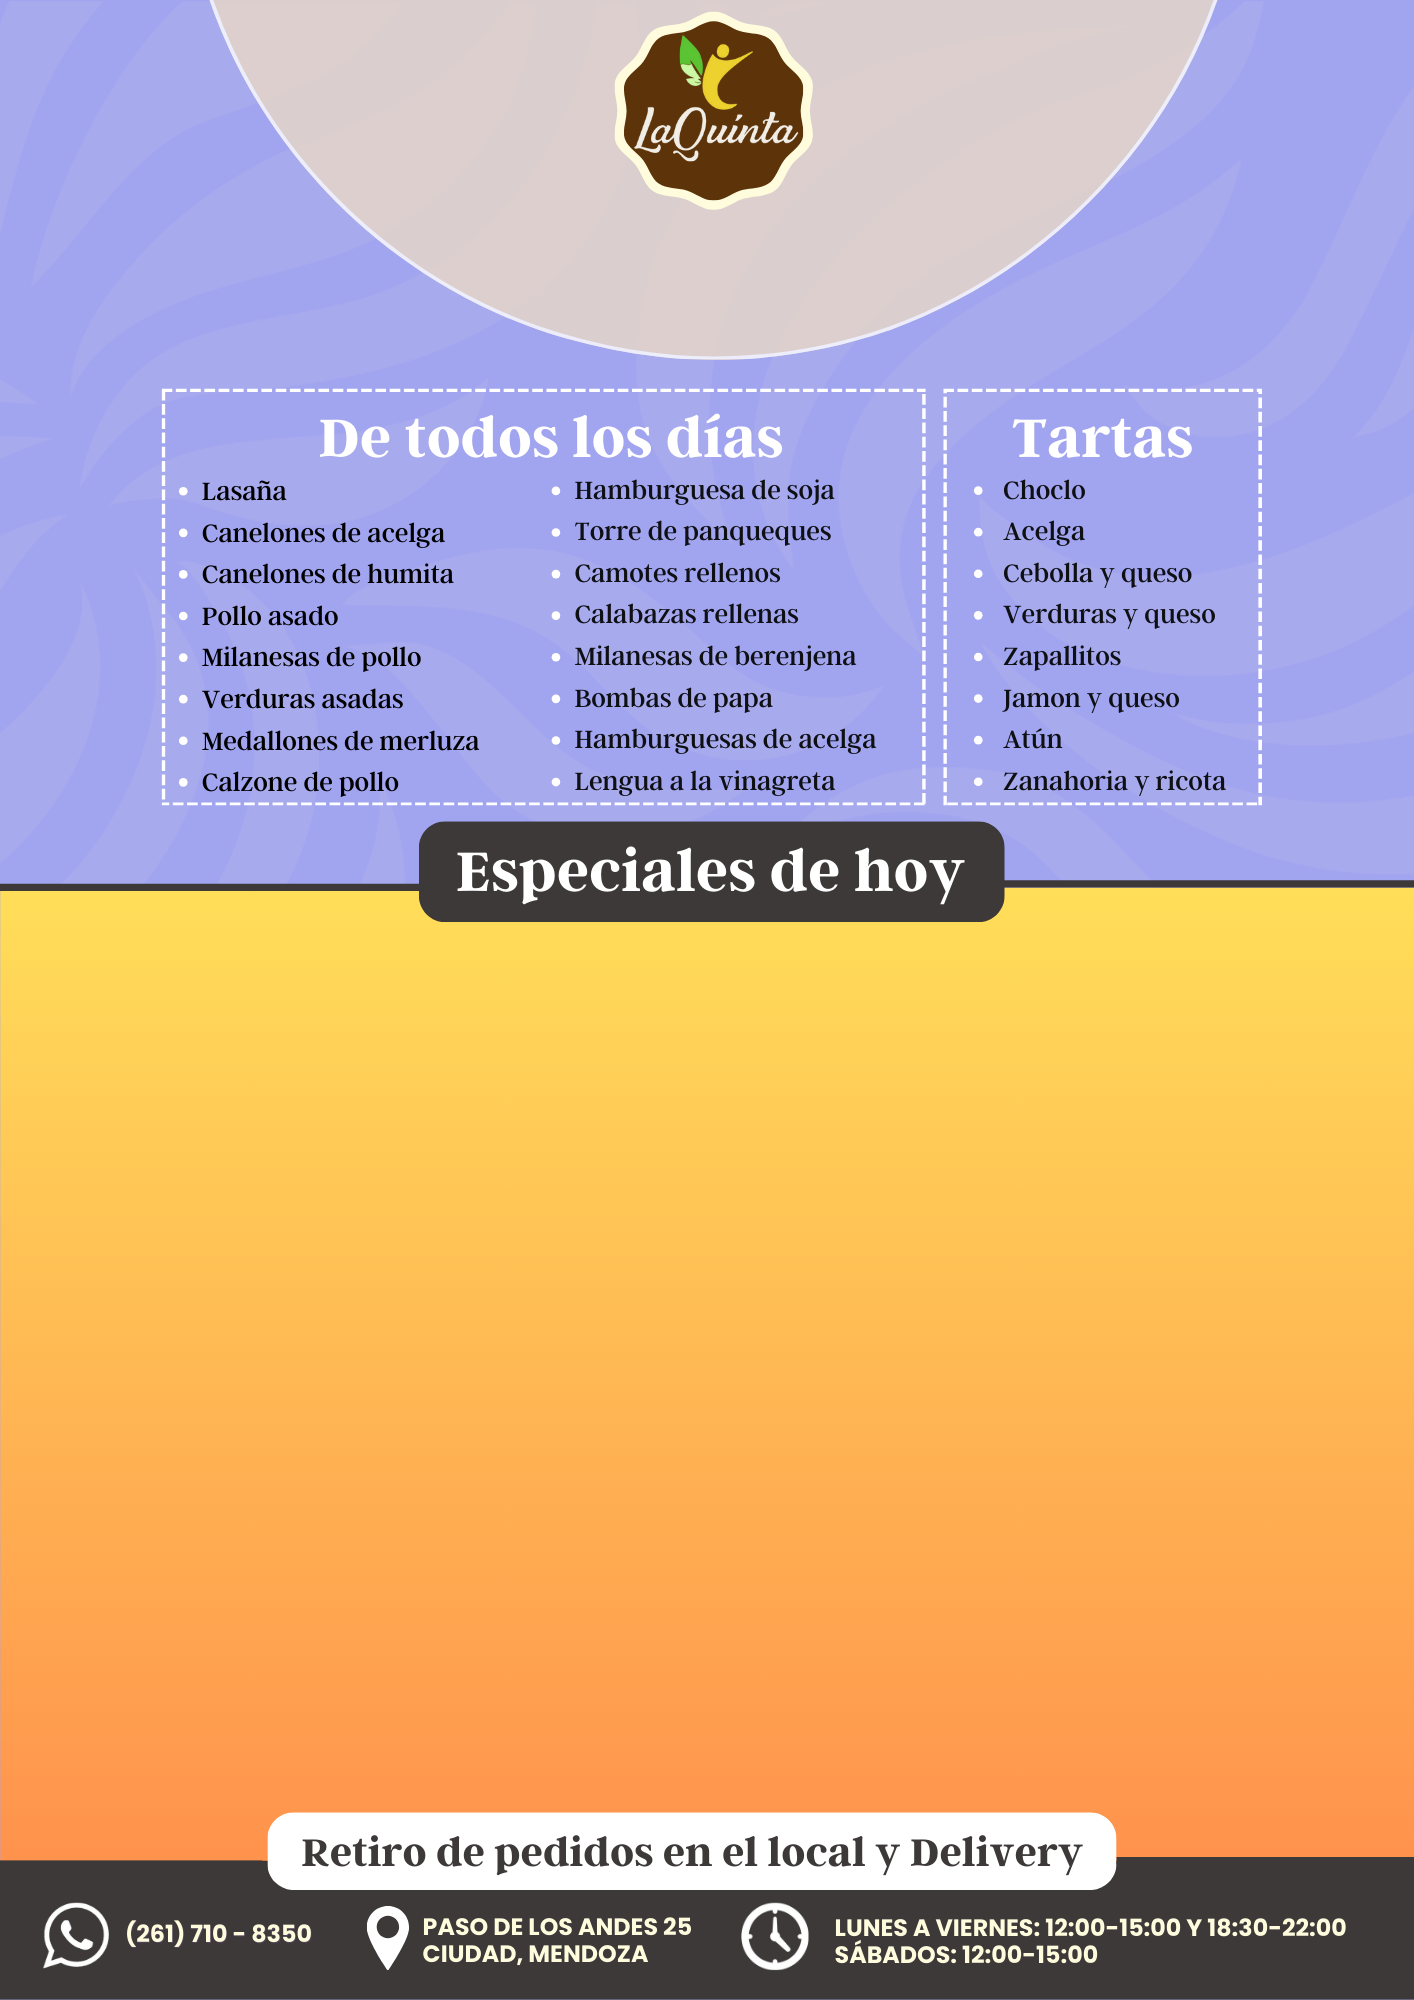 LaQuinta
De todos los días
Lasaña
Canelones de acelga
Canelones de humita
Pollo asado
Milanesas de pollo
Verduras asadas
Medallones de merluza
Calzone de pollo
Hamburguesa de soja
Torre de panqueques
Camotes rellenos
Calabazas rellenas
Milanesas de berenjena
Bombas de papa
Hamburguesas de acelga
Lengua a la vinagreta
Tartas
Choclo
Acelga
Cebolla y queso
Verduras y queso
Zapallitos
Jamon y queso
Atún
Zanahoria y ricota
Especiales de hoy
Retiro de pedidos en el local y Delivery
(261) 710 - 8350
PASO DE LOS ANDES 25
CIUDAD, MENDOZA
LUNES A VIERNES: 12:00-15:00 Y 18:30-22:00
SÁBADOS: 12:00-15:00